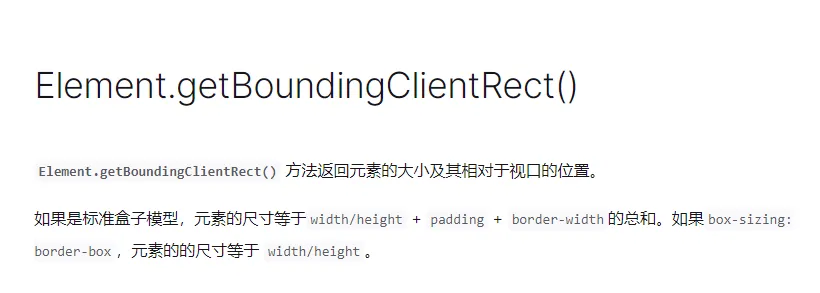 Element.getBoundingClientRect()
Element.getBoundingClientRect() 方法返回元素的大小及其相对于视口的位置。
如果是标准盒子模型，元素的尺寸等于 width/height + padding + border-width 的总和。如果 box-sizing:
border-box ，元素的的尺寸等于 width/height 。